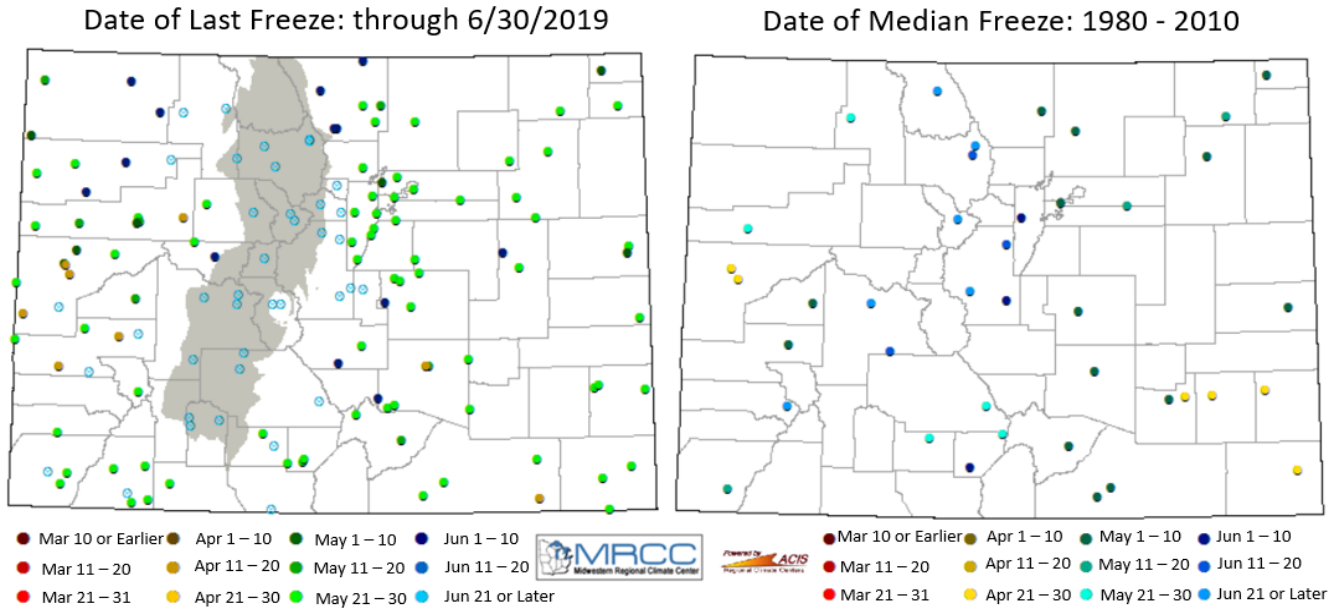 Date of Last Freeze: through 6/30/2019
Date of Median Freeze: 1980 - 2010
Mar 10 or Earlier Apr 1 – 10 May 1 – 10 Jun 1 – 10
Mar 11 – 20 Apr 11 – 20 May 11 – 20 Jun 11 – 20
Mar 21 – 31 Apr 21 – 30 May 21 – 30 Jun 21 or Later
MRCC
Midwestern Regional Climate Center
Powered by ACIS
Regional Climate Centers
Mar 10 or Earlier Apr 1 – 10 May 1 – 10 Jun 1 – 10
Mar 11 – 20 Apr 11 – 20 May 11 – 20 Jun 11 – 20
Mar 21 – 31 Apr 21 – 30 May 21 – 30 Jun 21 or Later